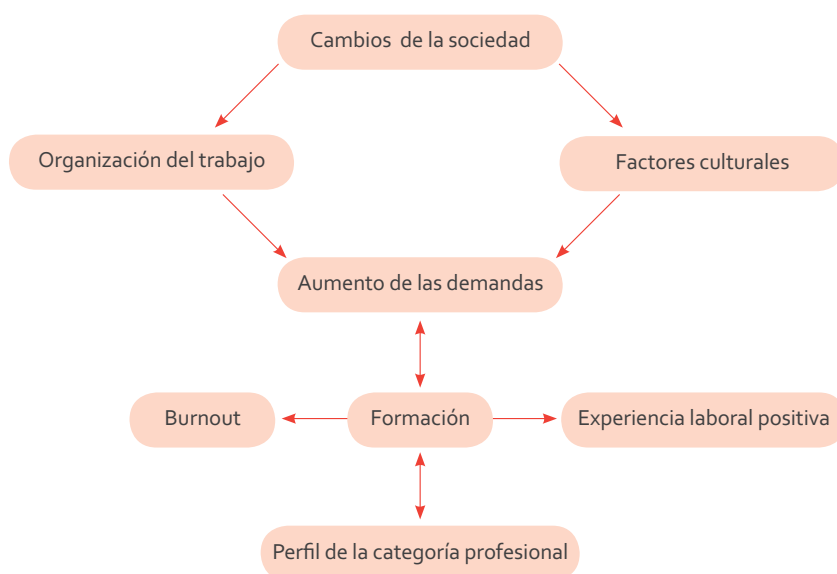 Cambios de la sociedad
Organización del trabajo
Factores culturales
Aumento de las demandas
Burnout
Formación
Experiencia laboral positiva
Perfil de la categoría profesional